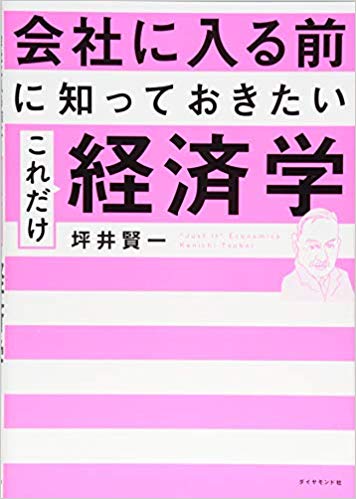 会社に入る前
に知っておきたい
これだけ
経済学
坪井賢一
"Just It" Economics
Kenichi Tsuboi
ダイヤモンド社